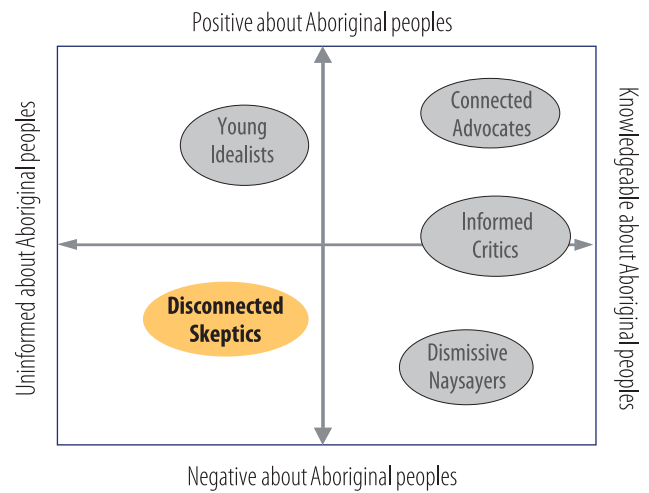 Positive about Aboriginal peoples
Uninformed about Aboriginal peoples
Young
Idealists
Connected
Advocates
Informed
Critics
Disconnected
Skeptics
Dismissive
Naysayers
Knowledgeable about Aboriginal peoples
Negative about Aboriginal peoples